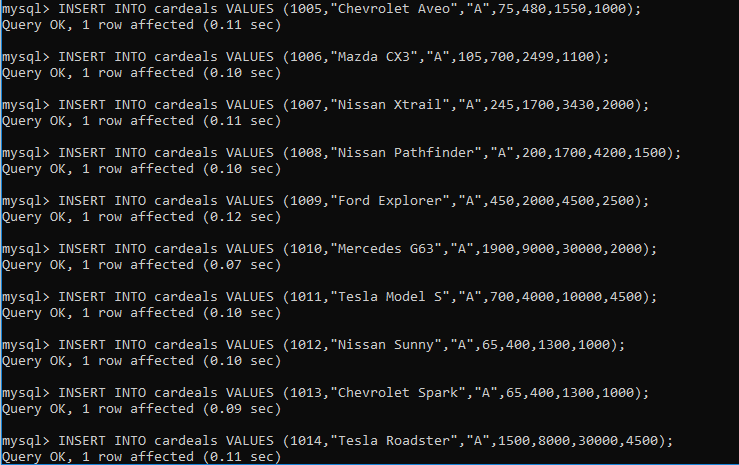 mysql> INSERT INTO cardeals VALUES (1005,"Chevrolet Aveo","A",75,480,1550,1000);
Query OK, 1 row affected (0.11 sec)
mysql> INSERT INTO cardeals VALUES (1006,"Mazda CX3","A",105,700,2499,1100);
Query OK, 1 row affected (0.10 sec)
mysql> INSERT INTO cardeals VALUES (1007,"Nissan Xtrail","A",245,1700,3430,2000);
Query OK, 1 row affected (0.11 sec)
mysql> INSERT INTO cardeals VALUES (1008,"Nissan Pathfinder","A",200,1700,4200,1500);
Query OK, 1 row affected (0.10 sec)
mysql> INSERT INTO cardeals VALUES (1009,"Ford Explorer","A",450,2000,4500,2500);
Query OK, 1 row affected (0.12 sec)
mysql> INSERT INTO cardeals VALUES (1010,"Mercedes G63","A",1900,9000,30000,2000);
Query OK, 1 row affected (0.07 sec)
mysql> INSERT INTO cardeals VALUES (1011,"Tesla Model S","A",700,4000,10000,4500);
Query OK, 1 row affected (0.10 sec)
mysql> INSERT INTO cardeals VALUES (1012,"Nissan Sunny","A",65,400,1300,1000);
Query OK, 1 row affected (0.10 sec)
mysql> INSERT INTO cardeals VALUES (1013,"Chevrolet Spark","A",65,400,1300,1000);
Query OK, 1 row affected (0.09 sec)
mysql> INSERT INTO cardeals VALUES (1014,"Tesla Roadster","A",1500,8000,30000,4500);
Query OK, 1 row affected (0.11 sec)